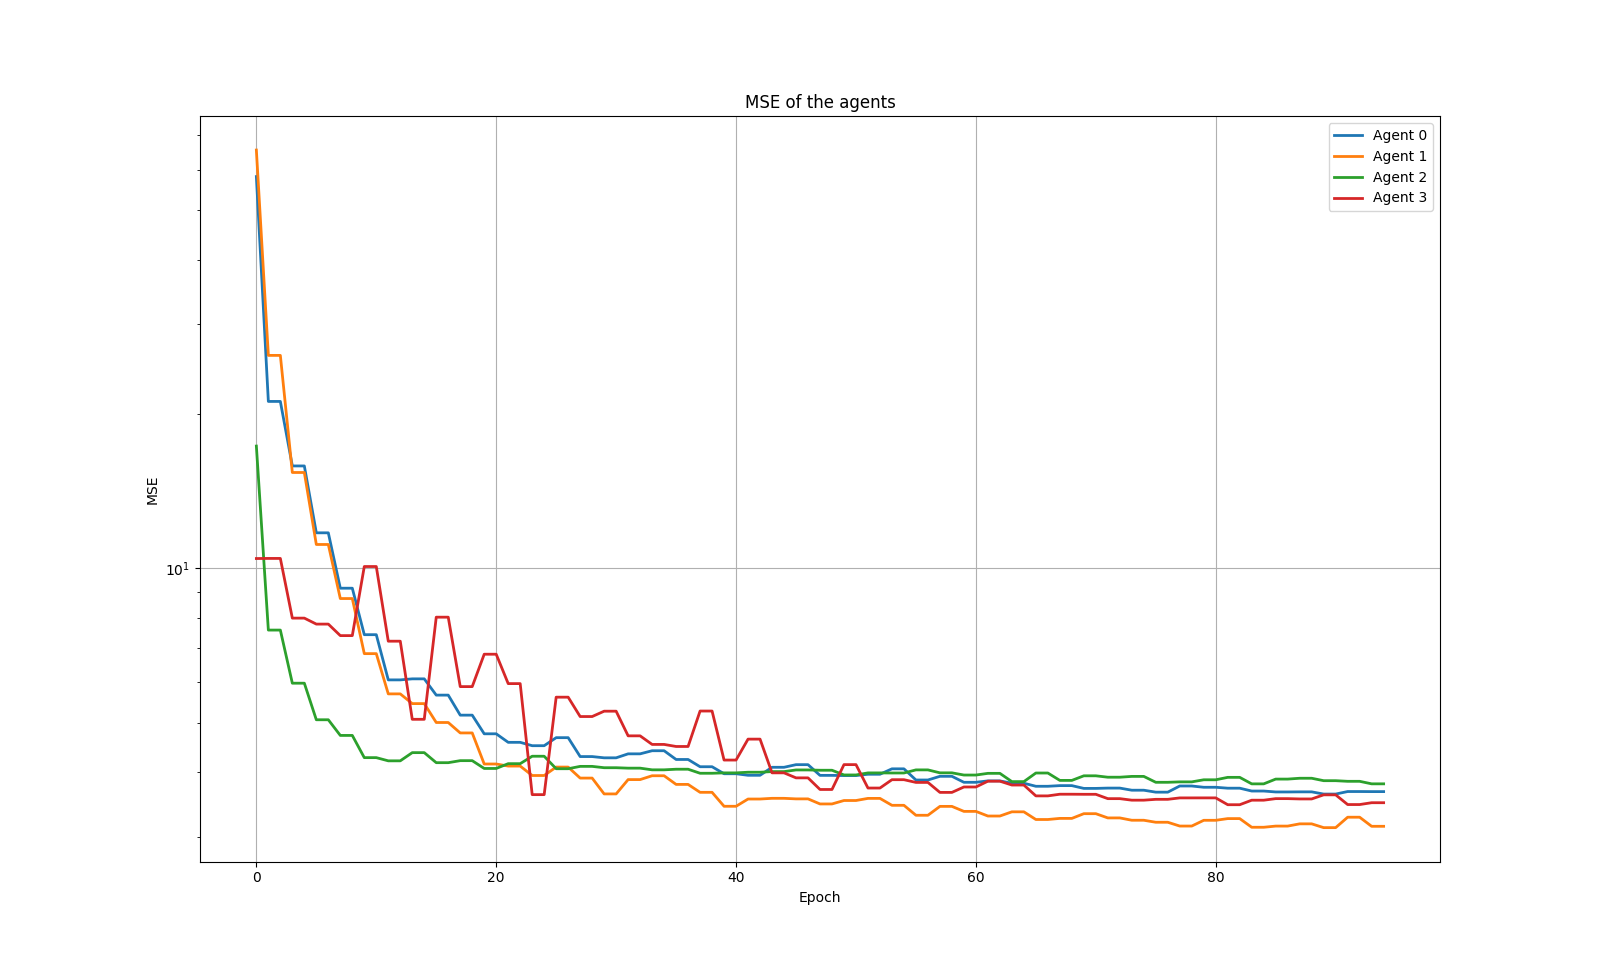 MSE of the agents
Agent 0
Agent 1
Agent 2
Agent 3
MSE
10¹
0 20 40 60 80
Epoch